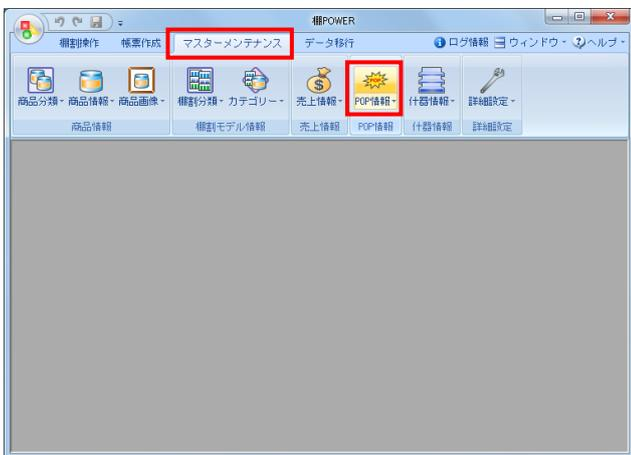 棚POWER
棚割操作 帳票作成 マスターメンテナンス データ移行 ログ情報 ウィンドウ ヘルプ
POP
商品分類 商品情報 商品画像 棚割分類 カテゴリー 売上情報 POP情報 什器情報 詳細設定
商品情報 棚割モデル情報 売上情報 POP情報 什器情報 詳細設定